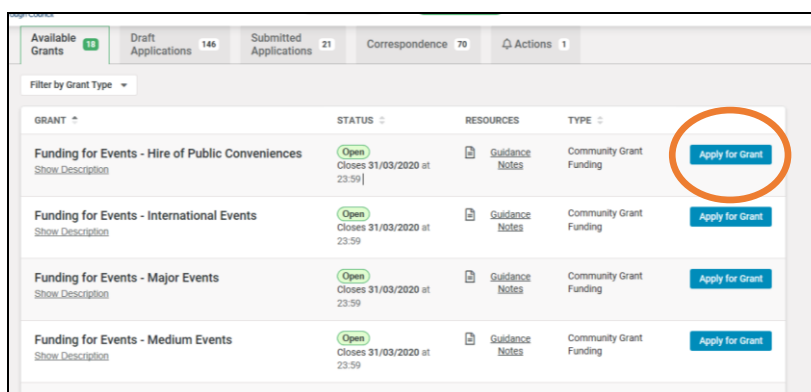 ough Council
Available Grants 18
Draft Applications 146
Submitted Applications 21
Correspondence 70
Actions 1
Filter by Grant Type
GRANT STATUS RESOURCES TYPE
Funding for Events - Hire of Public Conveniences
Show Description
Open
Closes 31/03/2020 at
23:59
Guidance
Notes
Community Grant
Funding
Apply for Grant
Funding for Events - International Events
Show Description
Open
Closes 31/03/2020 at
23:59
Guidance
Notes
Community Grant
Funding
Apply for Grant
Funding for Events - Major Events
Show Description
Open
Closes 31/03/2020 at
23:59
Guidance
Notes
Community Grant
Funding
Apply for Grant
Funding for Events - Medium Events
Show Description
Open
Closes 31/03/2020 at
23:59
Guidance
Notes
Community Grant
Funding
Apply for Grant